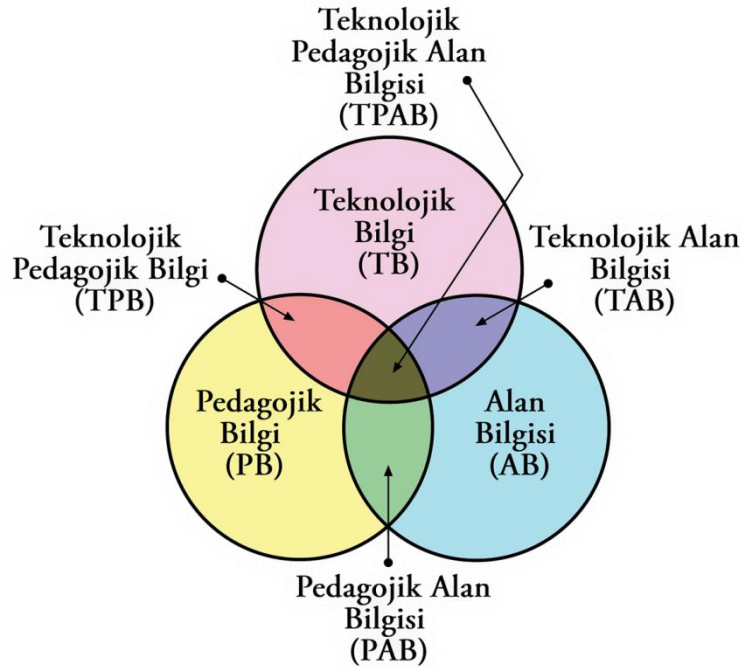 Teknolojik
Pedagojik Alan
Bilgisi
(TPAB)
Teknolojik
Bilgi
(TB)
Teknolojik
Pedagojik Bilgi
(TPB)
Teknolojik Alan
Bilgisi
(TAB)
Pedagojik
Bilgi
(PB)
Alan
Bilgisi
(AB)
Pedagojik Alan
Bilgisi
(PAB)